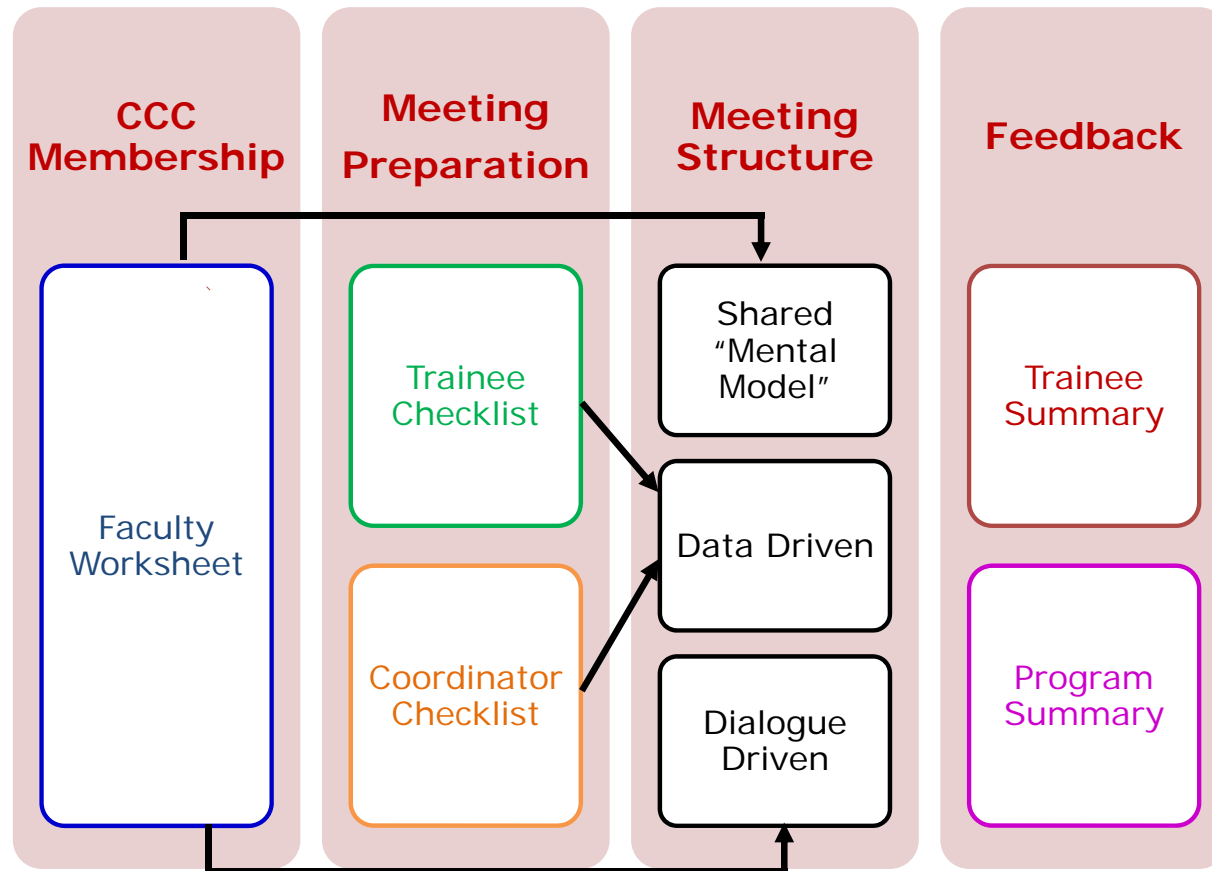 CCC
Membership
Faculty
Worksheet
Meeting
Preparation
Trainee
Checklist
Coordinator
Checklist
Meeting
Structure
Shared
“Mental
Model”
Data Driven
Dialogue
Driven
Feedback
Trainee
Summary
Program
Summary